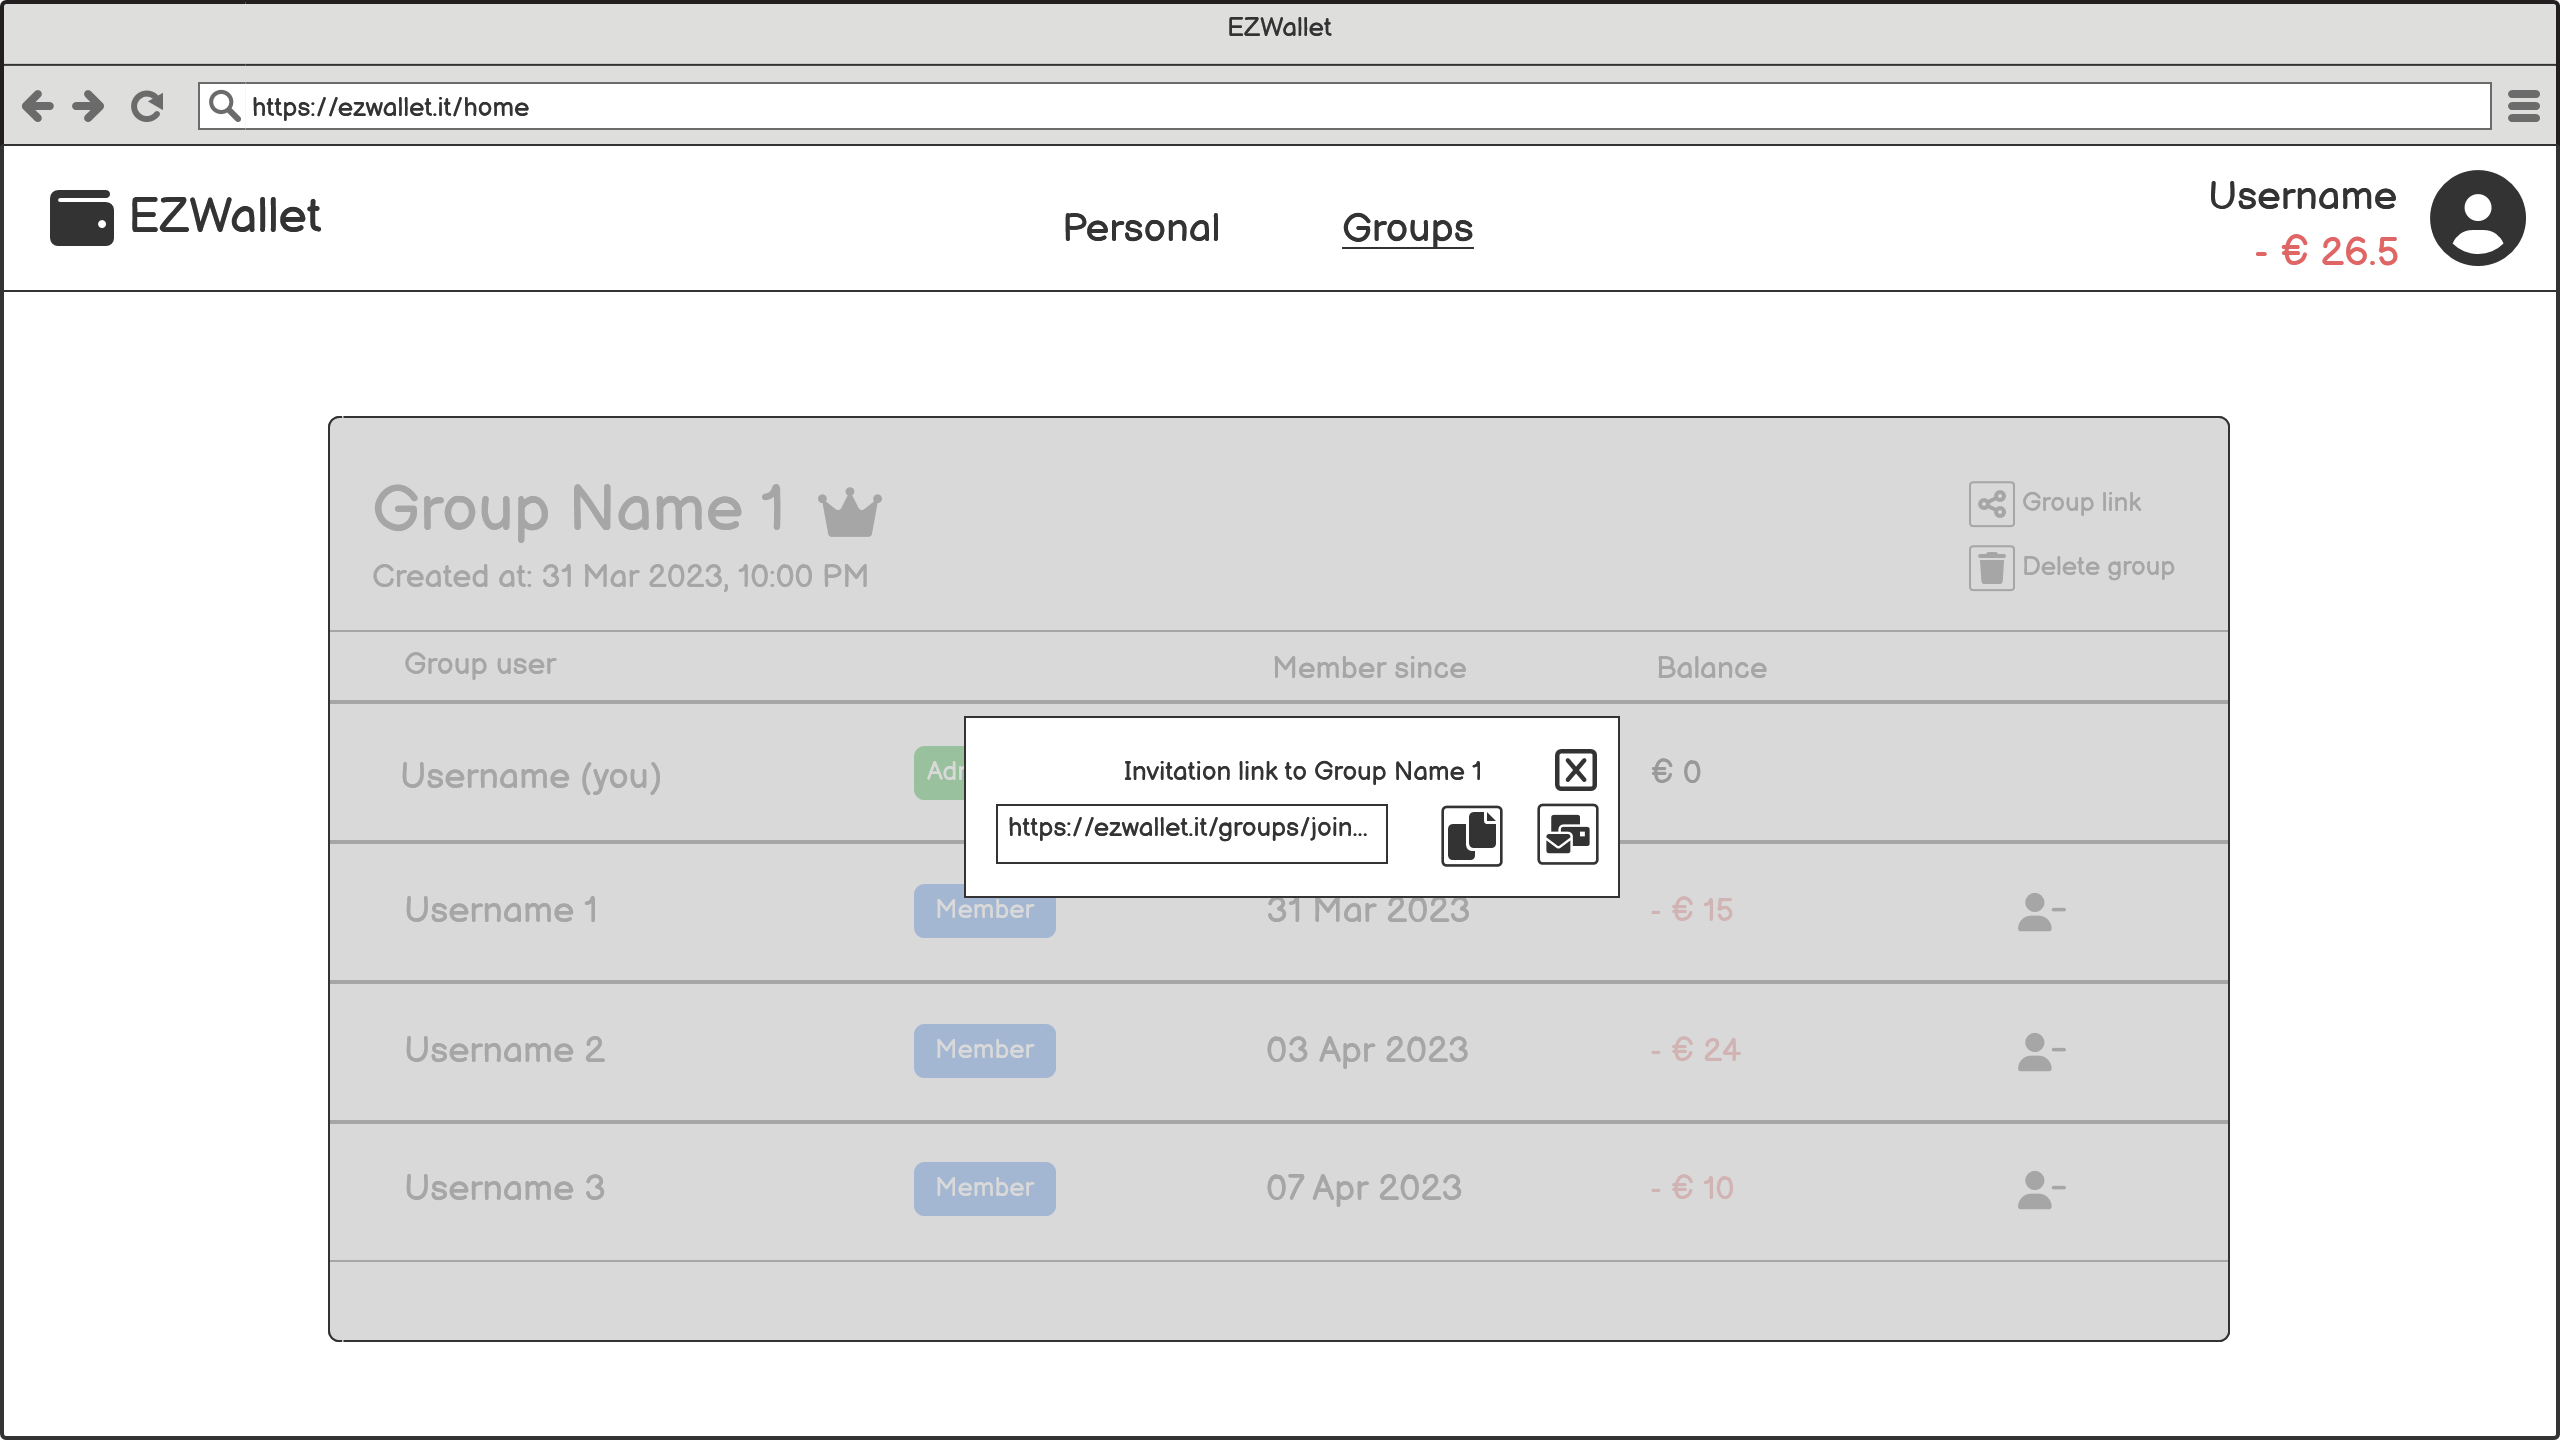 EZWallet
https://ezwallet.it/home
EZWallet
Personal
Groups
Username
- € 26.5
Group Name 1
Created at: 31 Mar 2023, 10:00 PM
Group link
Delete group
Group user
Member since
Balance
Username (you)
€ 0
Invitation link to Group Name 1
https://ezwallet.it/groups/join...
Username 1
Member
31 Mar 2023
- € 15
Username 2
Member
03 Apr 2023
- € 24
Username 3
Member
07 Apr 2023
- € 10